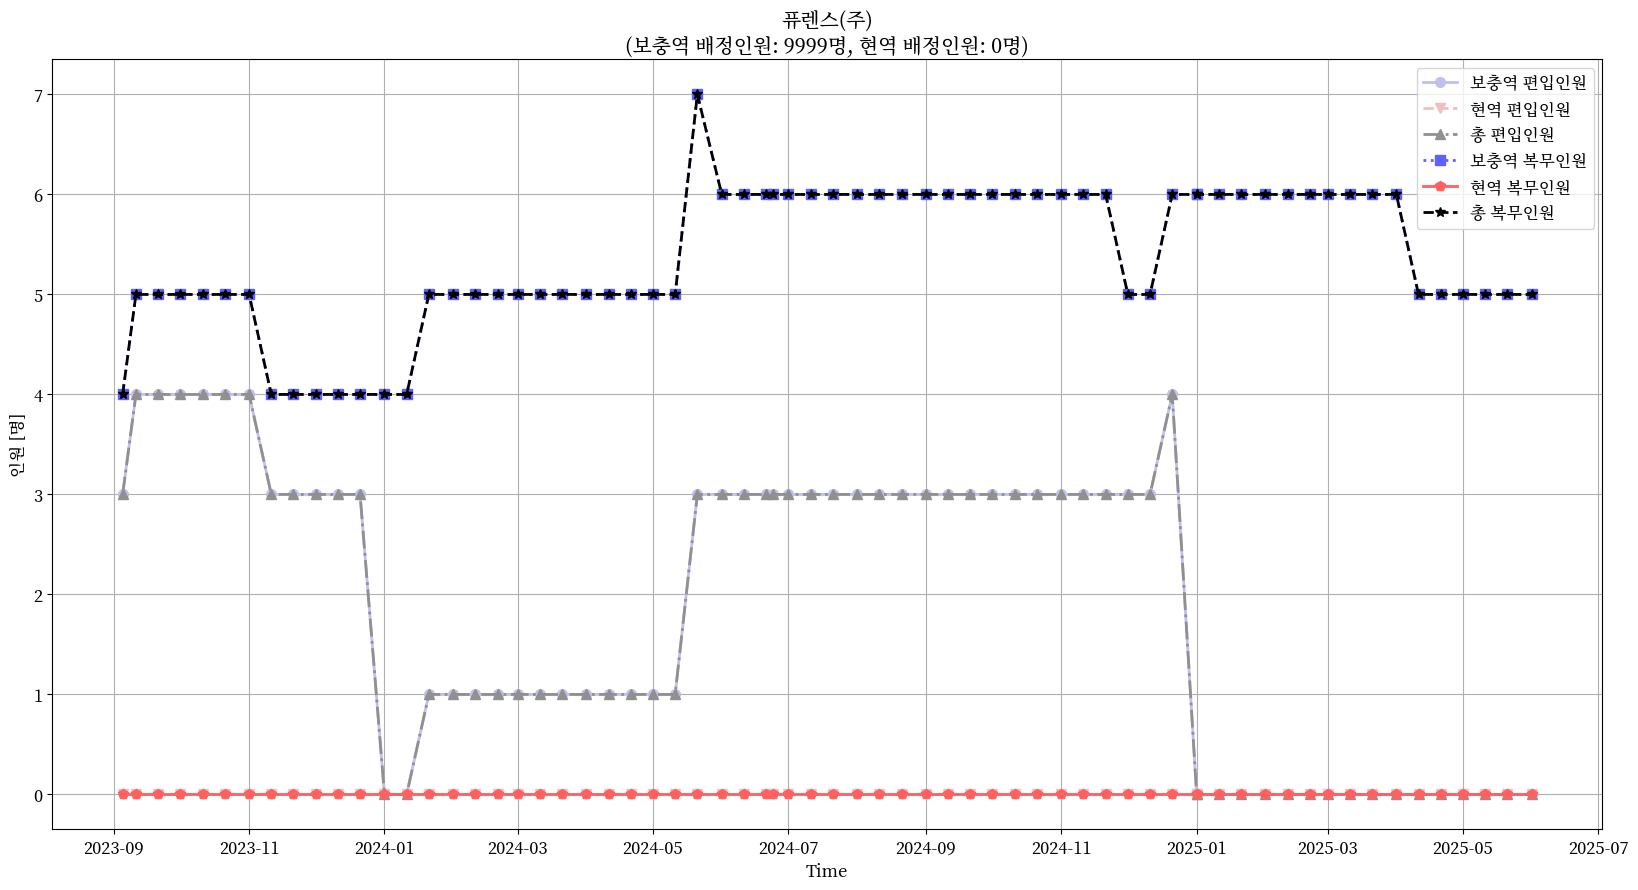 퓨렌스(주)
(보충역 배정인원: 9999명, 현역 배정인원: 0명)
보충역 편입인원
현역 편입인원
총 편입인원
보충역 복무인원
현역 복무인원
총 복무인원
인원 [명]
7
6
5
4
3
2
1
0
2023-09
2023-11
2024-01
2024-03
2024-05
2024-07
2024-09
2024-11
2025-01
2025-03
2025-05
2025-07
Time